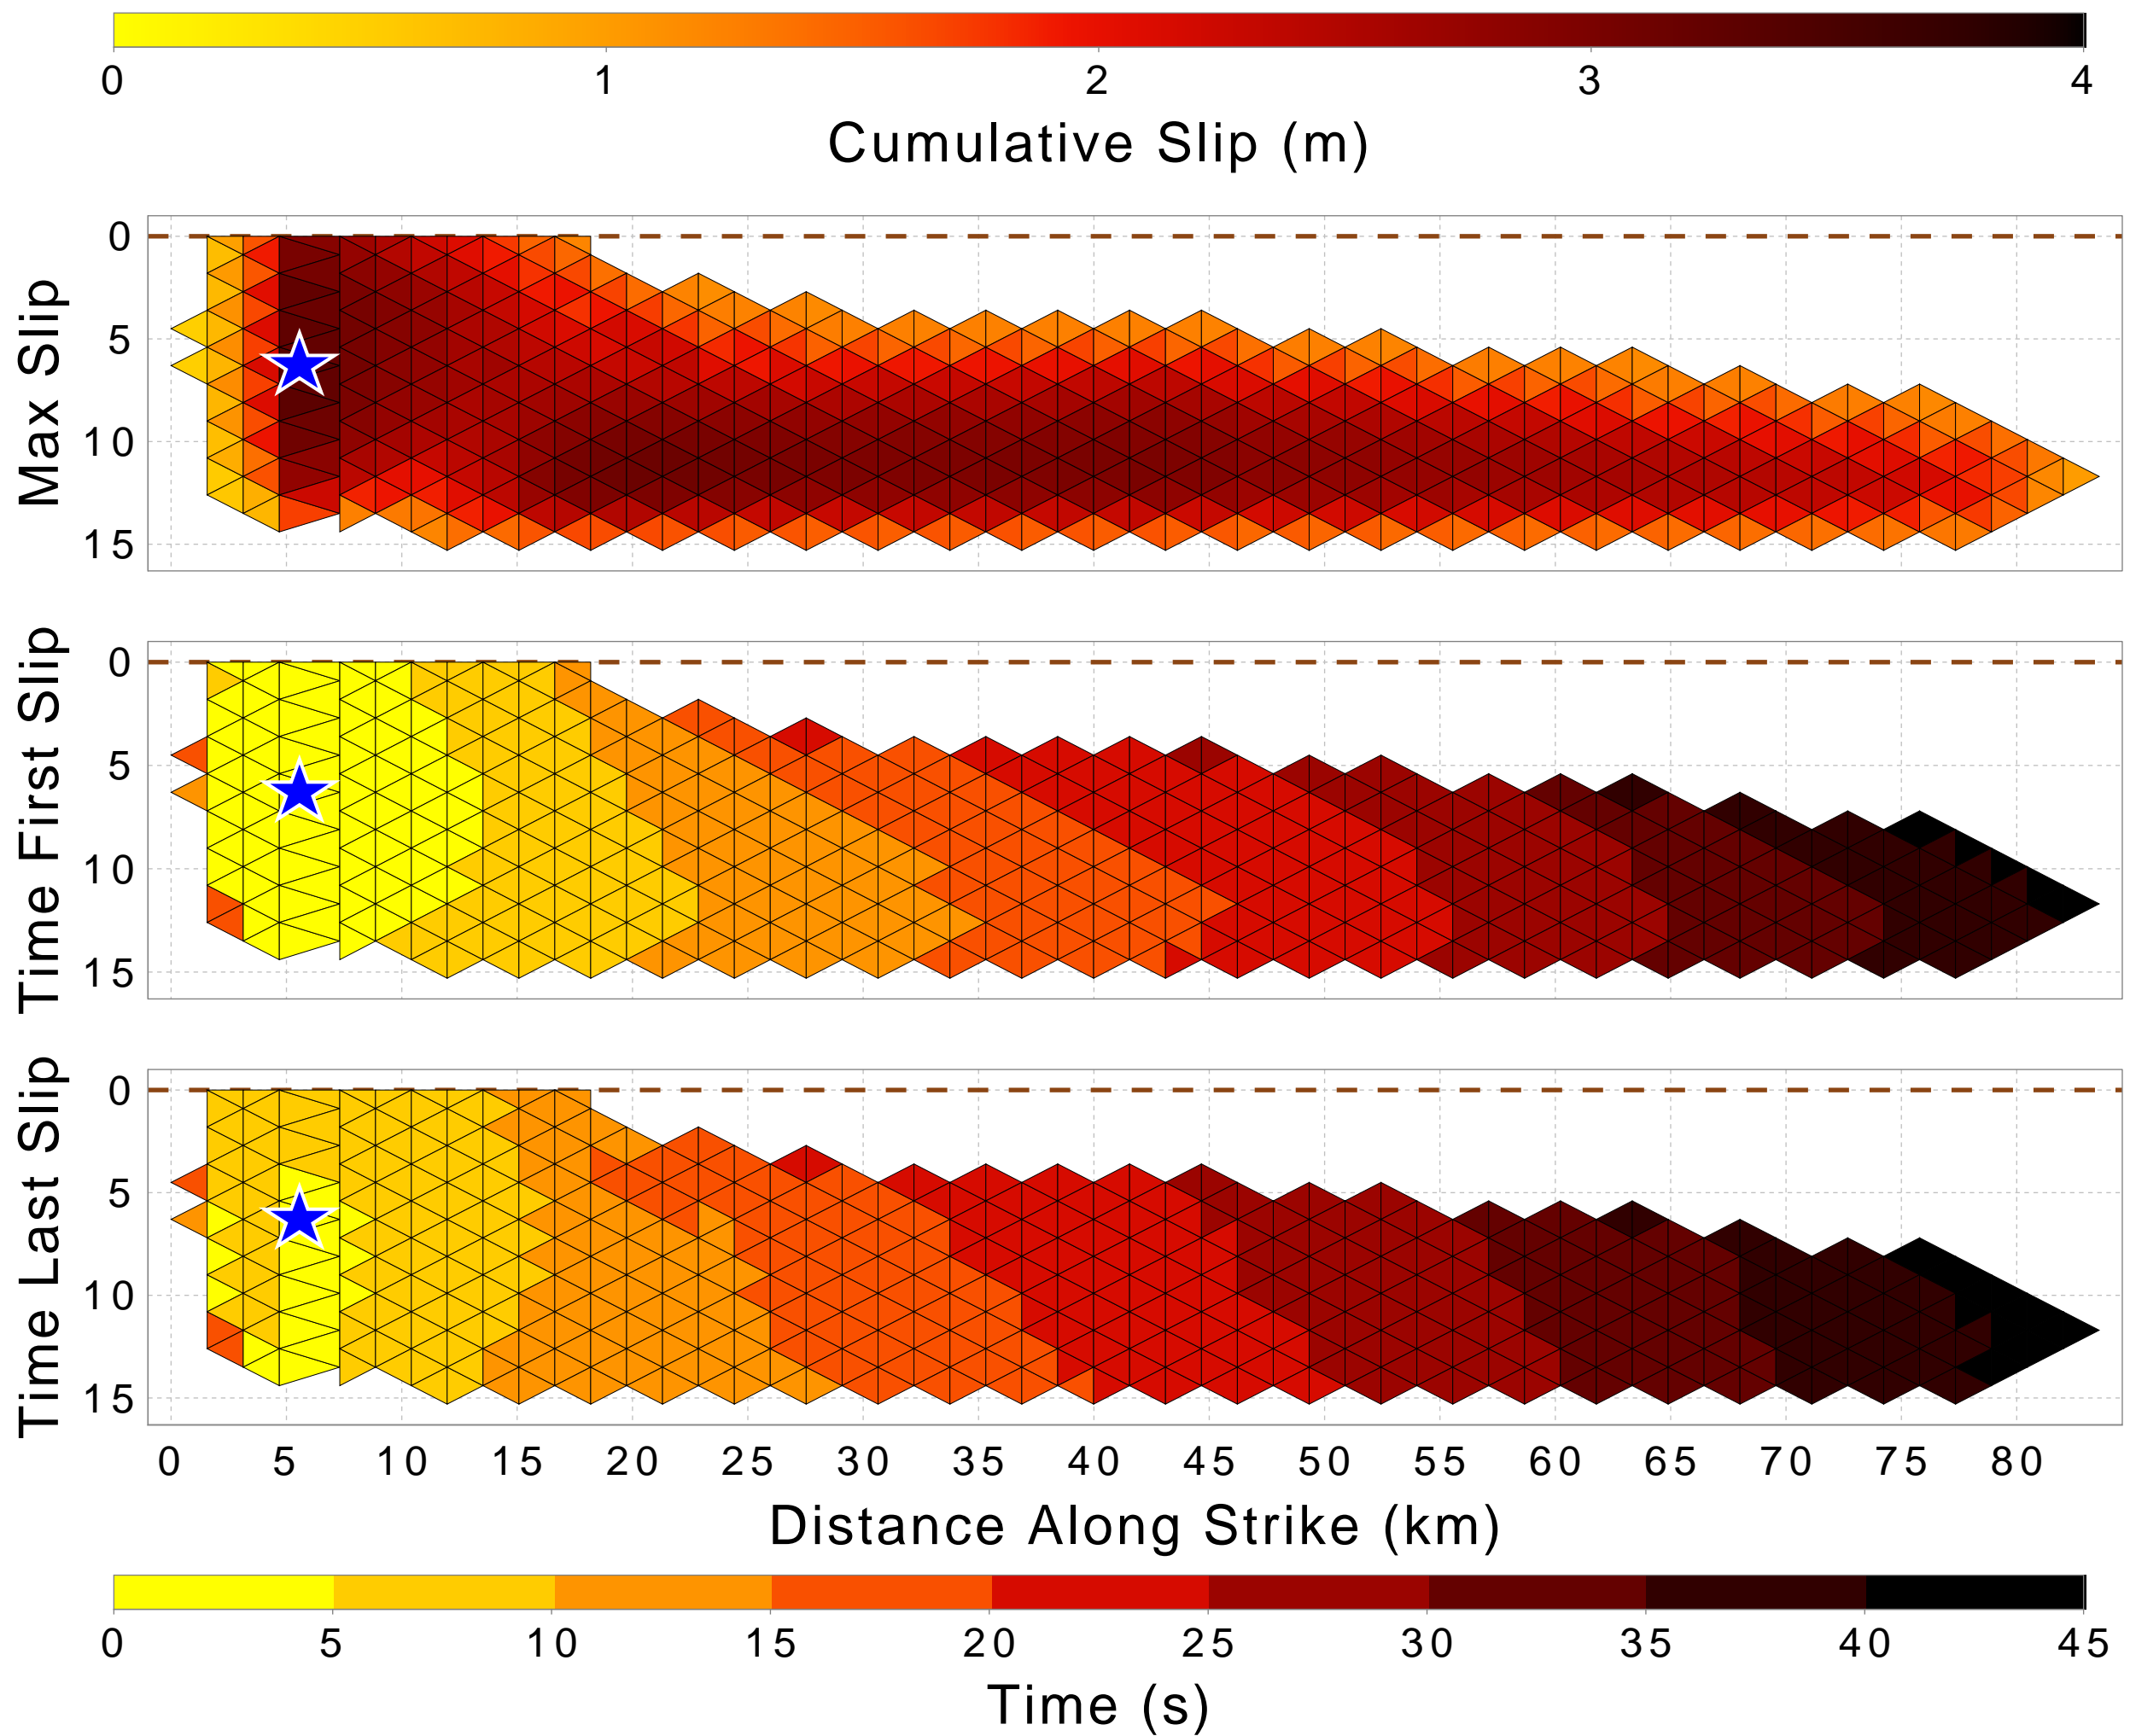 0 1 2 3 4
Cumulative Slip (m)
Max Slip
0
5
10
15
Time First Slip
0
5
10
15
Time Last Slip
0
5
10
15
0 5 10 15 20 25 30 35 40 45 50 55 60 65 70 75 80
Distance Along Strike (km)
0 5 10 15 20 25 30 35 40 45
Time (s)